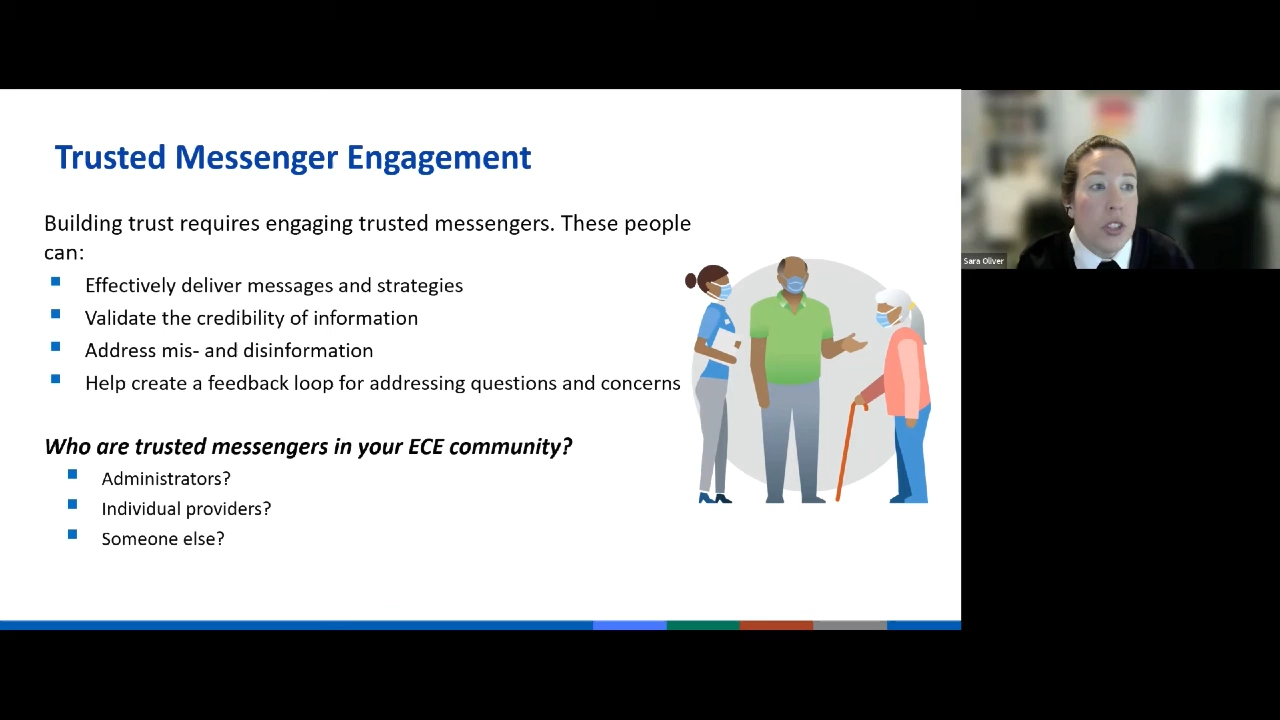 Trusted Messenger Engagement
Building trust requires engaging trusted messengers. These people
can:
Effectively deliver messages and strategies
Validate the credibility of information
Address mis- and disinformation
Help create a feedback loop for addressing questions and concerns
Who are trusted messengers in your ECE community?
Administrators?
Individual providers?
Someone else?
Sara Oliver